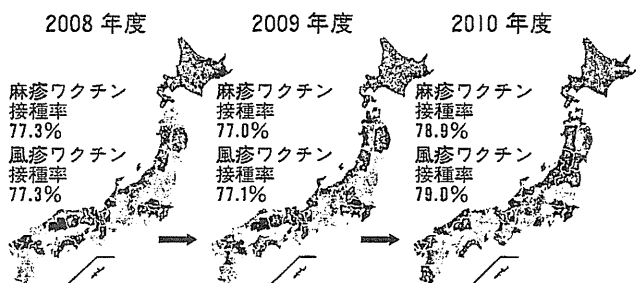 2008 年度
麻疹ワクチン
接種率
77.3%
風疹ワクチン
接種率
77.3%
2009 年度
麻疹ワクチン
接種率
77.0%
風疹ワクチン
接種率
77.1%
2010 年度
麻疹ワクチン
接種率
78.9%
風疹ワクチン
接種率
79.0%